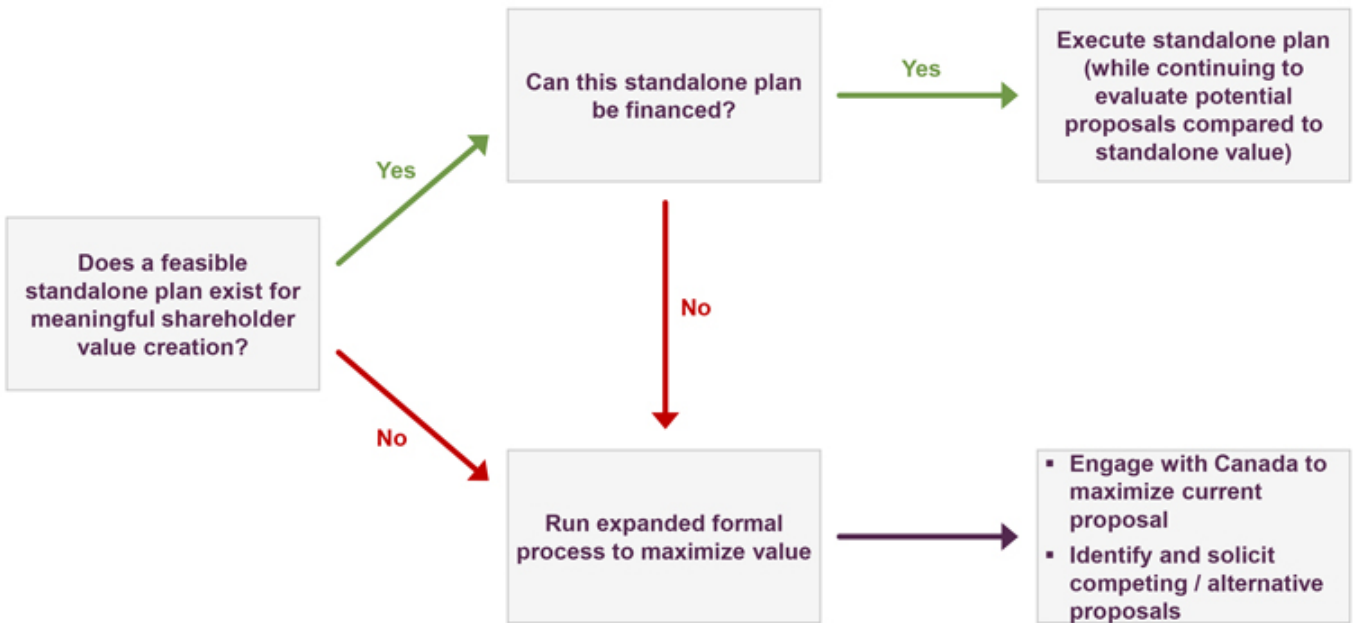 Does a feasible
standalone plan exist for
meaningful shareholder
value creation?
Yes
Can this standalone plan
be financed?
Yes
Execute standalone plan
(while continuing to
evaluate potential
proposals compared to
standalone value)
No
No
Run expanded formal
process to maximize value
▪ Engage with Canada to
maximize current
proposal
▪ Identify and solicit
competing / alternative
proposals